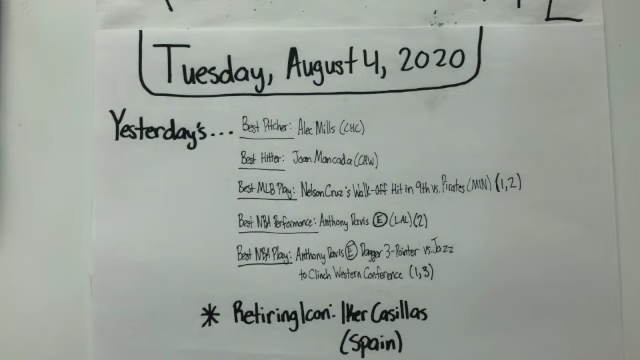 Tuesday, August 4, 2020
Yesterday's... Best Pitcher: Alec Mills (CHC)
Best Hitter: Joan Moncada (CHW)
Best MLB Play: Nelson Cruz's Walk-Off Hit in 9th vs. Pirates (MIN) (1,2)
Best NBA Performance: Anthony Davis E (LAL) (2)
Best NBA Play: Anthony Davis E Dagger 3-Pointer vs. Jazz
to Clinch Western Conference (1,3)
* Retiring Icon: Iker Casillas
(Spain)